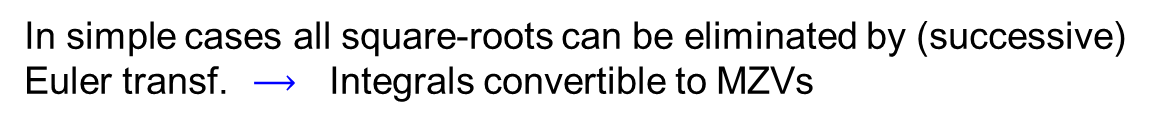 In simple cases all square-roots can be eliminated by (successive)
Euler transf. → Integrals convertible to MZVs